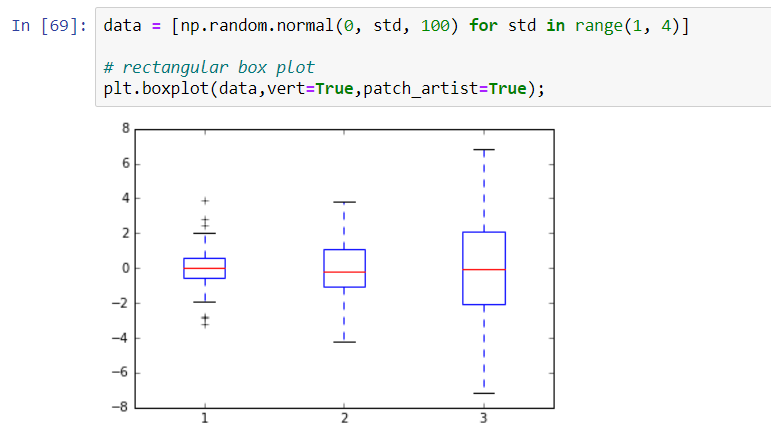 In [69]: data = [np.random.normal(0, std, 100) for std in range(1, 4)]
# rectangular box plot
plt.boxplot(data,vert=True,patch_artist=True);
8
6
4
2
0
−2
−4
−6
−8
1 2 3